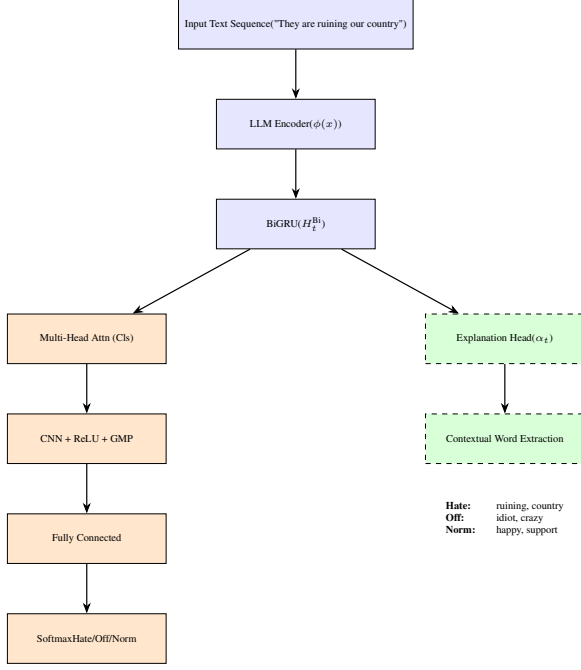 Input Text Sequence("They are ruining our country")
LLM Encoder(ϕ(x))
BiGRU(H_t^Bi)
Multi-Head Attn (Cls)
Explanation Head(α_t)
CNN + ReLU + GMP
Contextual Word Extraction
Hate: ruining, country
Off: idiot, crazy
Norm: happy, support
Fully Connected
SoftmaxHate/Off/Norm